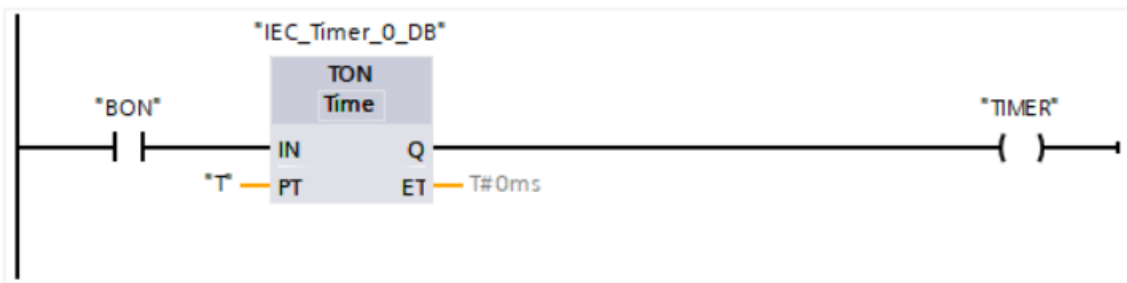 "IEC_Timer_0_DB"
TON
Time
"BON"
"TIMER"
IN Q
"T" PT ET T#0ms